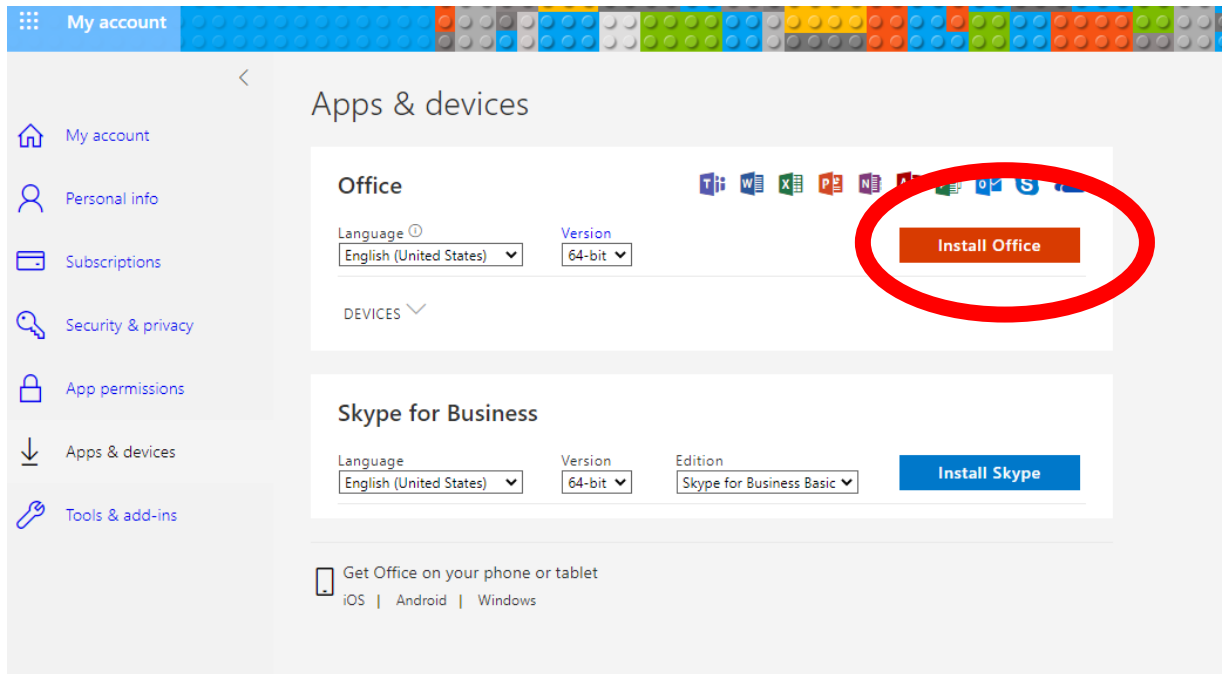 My account
Apps & devices
My account
Personal info
Subscriptions
Security & privacy
App permissions
Apps & devices
Tools & add-ins
Office
Language
Version
English (United States)
64-bit
Install Office
DEVICES
Skype for Business
Language
Version
Edition
English (United States)
64-bit
Skype for Business Basic
Install Skype
Get Office on your phone or tablet
iOS | Android | Windows